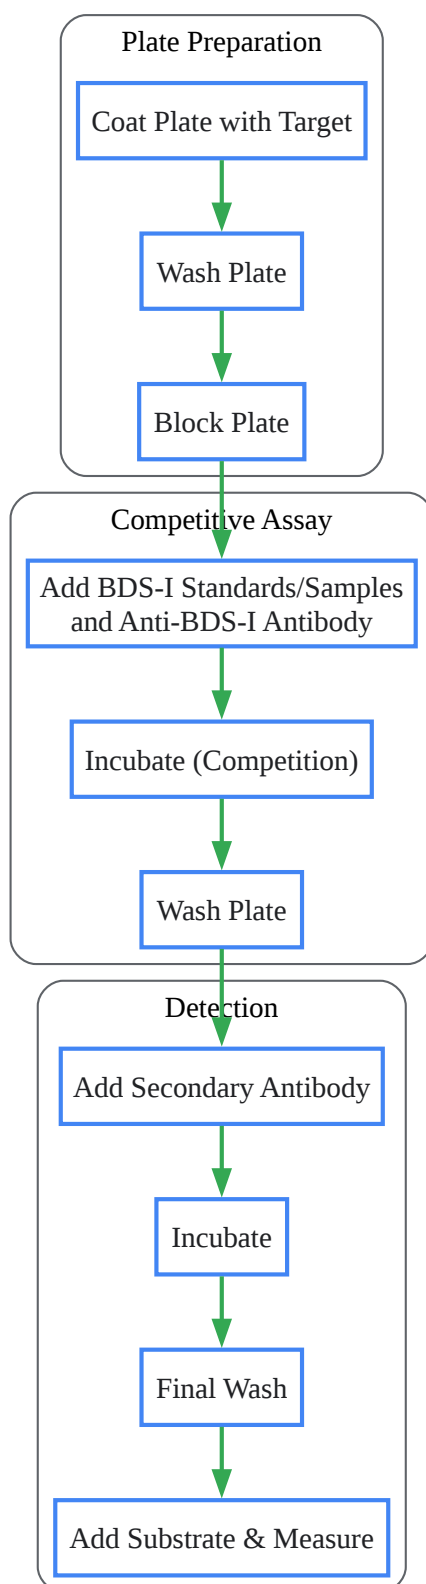 Plate Preparation
Coat Plate with Target
Wash Plate
Block Plate
Competitive Assay
Add BDS-I Standards/Samples
and Anti-BDS-I Antibody
Incubate (Competition)
Wash Plate
Detection
Add Secondary Antibody
Incubate
Final Wash
Add Substrate & Measure